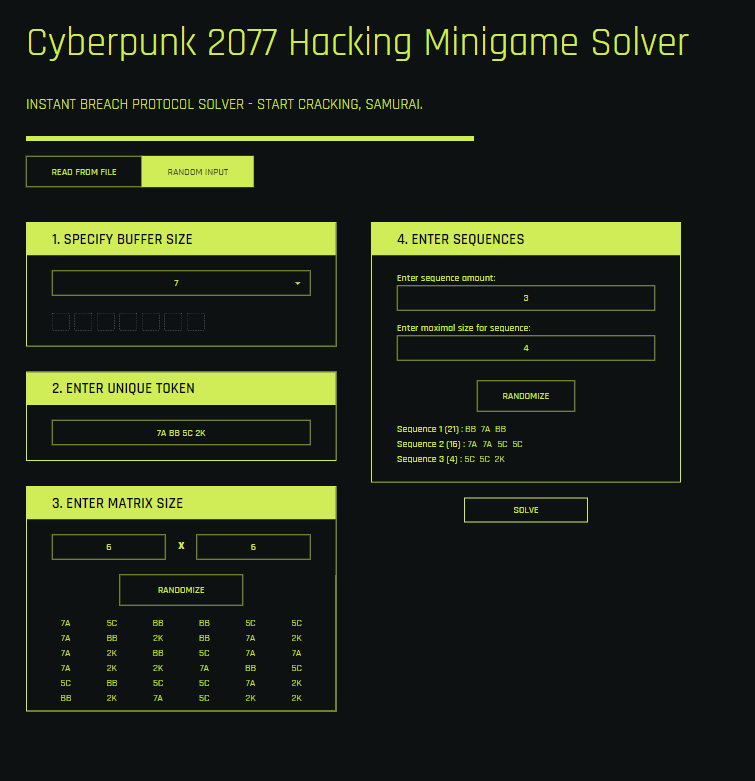 Cyberpunk 2077 Hacking Minigame Solver
INSTANT BREACH PROTOCOL SOLVER - START CRACKING, SAMURAI.
READ FROM FILE RANDOM INPUT
1. SPECIFY BUFFER SIZE
7
2. ENTER UNIQUE TOKEN
7A BB 5C 2K
3. ENTER MATRIX SIZE
6 X 6
RANDOMIZE
7A 5C BB BB 5C 5C
7A BB 2K BB 7A 2K
7A 2K BB 5C 7A 7A
7A 2K 2K 7A BB 5C
5C BB 5C 5C 7A 2K
BB 2K 7A 5C 2K 2K
4. ENTER SEQUENCES
Enter sequence amount:
3
Enter maximal size for sequence:
4
RANDOMIZE
Sequence 1 (21) : BB 7A BB
Sequence 2 (16) : 7A 7A 5C 5C
Sequence 3 (4) : 5C 5C 2K
SOLVE